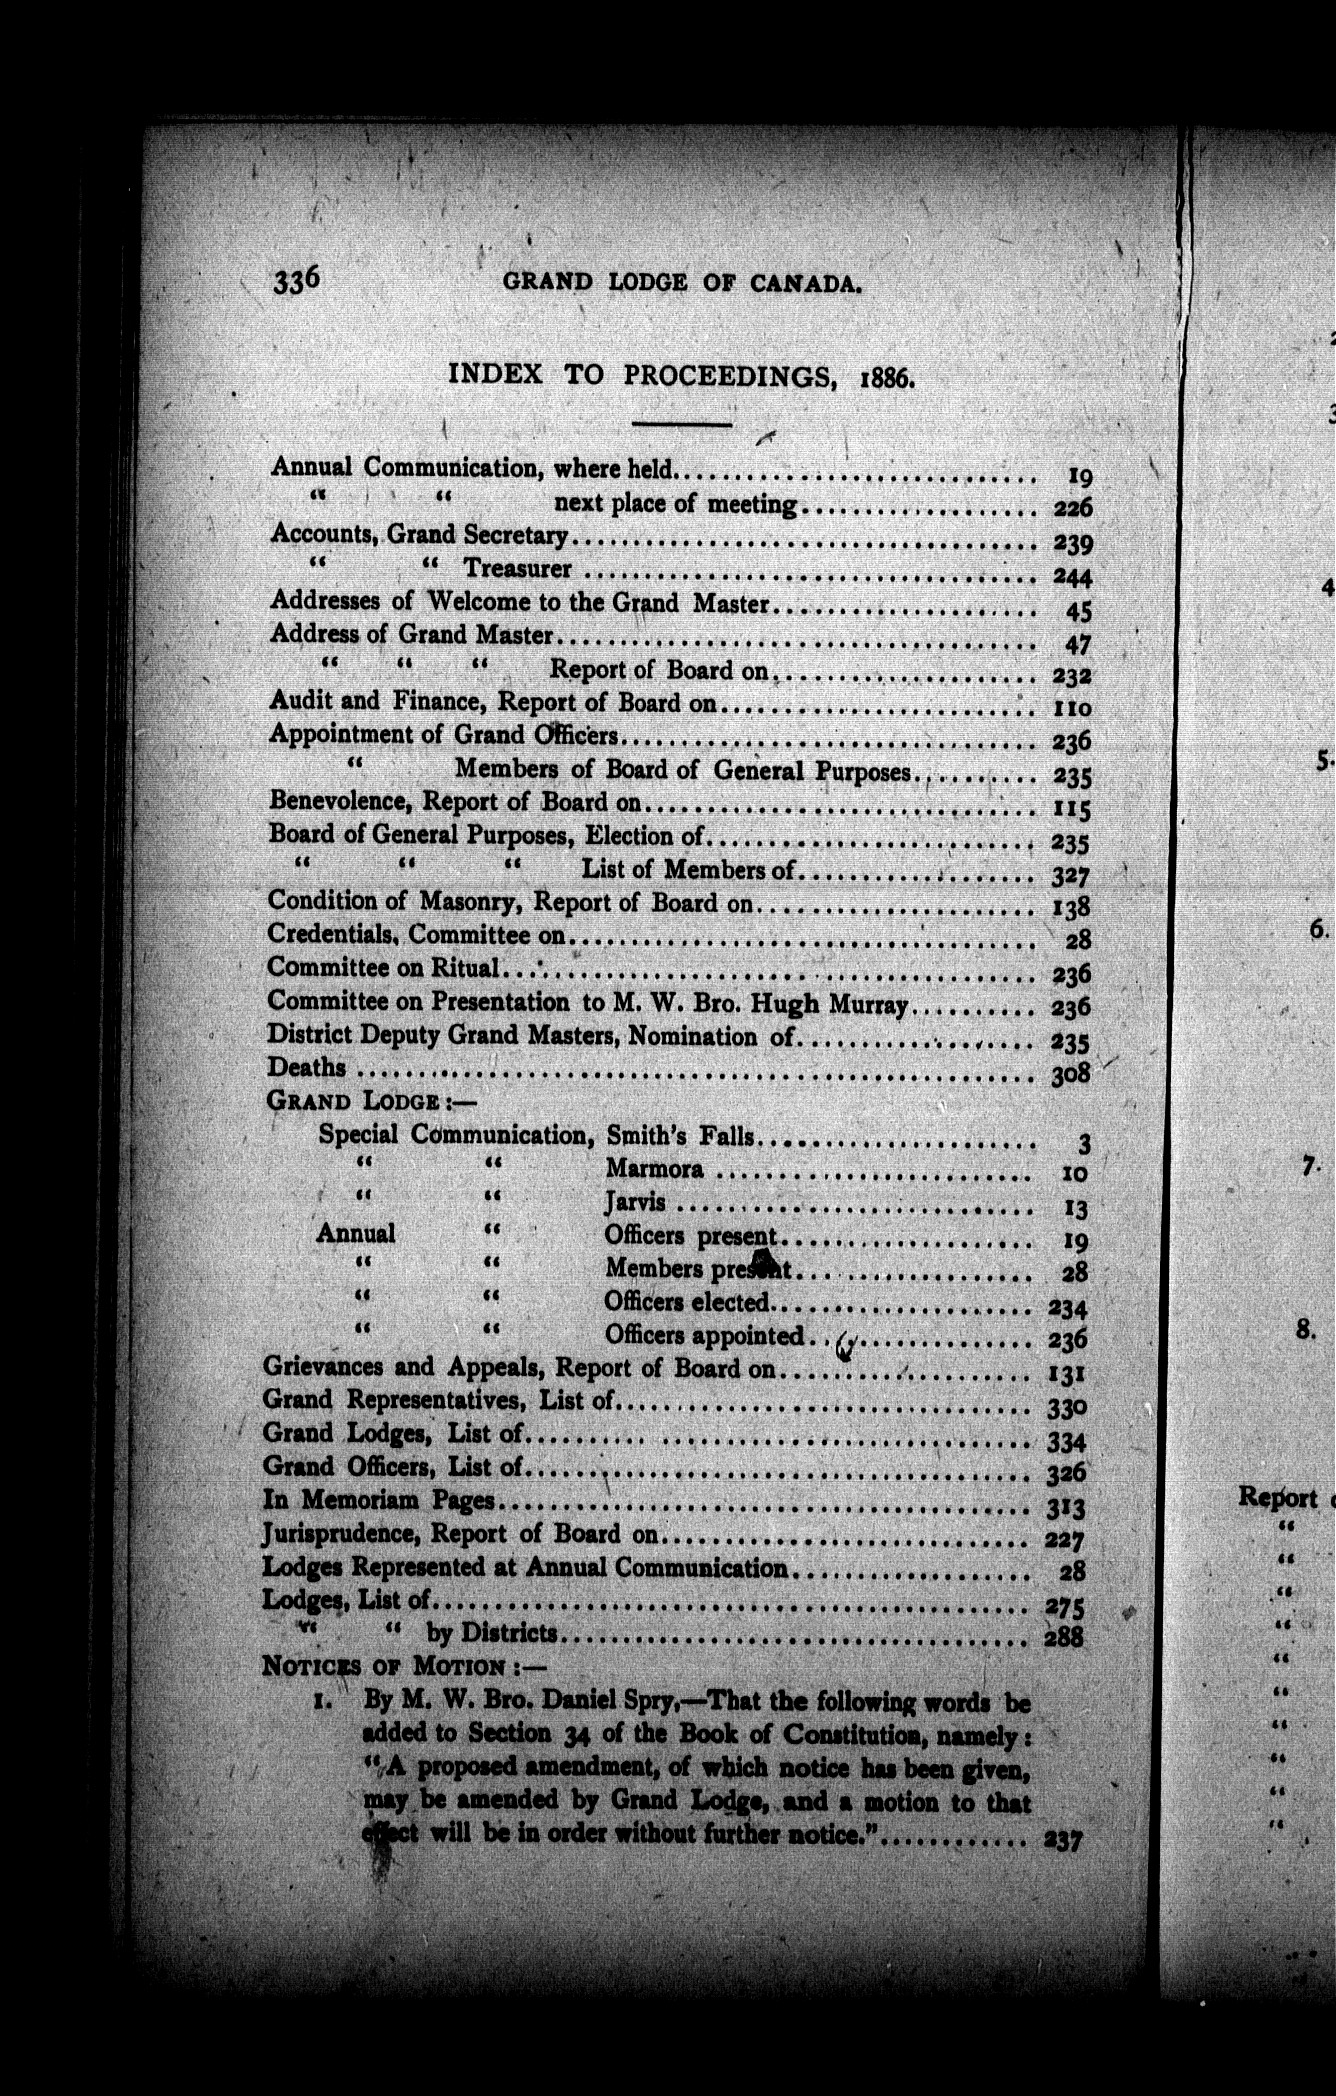 336 GRAND LODGE OF CANADA.
INDEX TO PROCEEDINGS, 1886.
Annual Communication, where held.................................... 19
“ “ next place of meeting................... 226
Accounts, Grand Secretary...................................... 239
“ “ Treasurer ..................................... 244
Addresses of Welcome to the Grand Master...................... 45
Address of Grand Master....................................... 47
“ “ “ Report of Board on...................... 232
Audit and Finance, Report of Board on.......................... 110
Appointment of Grand Officers.................................. 236
“ Members of Board of General Purposes.......... 235
Benevolence, Report of Board on................................ 115
Board of General Purposes, Election of........................... 235
“ “ “ List of Members of.................... 327
Condition of Masonry, Report of Board on....................... 138
Credentials, Committee on...................................... 28
Committee on Ritual........................................... 236
Committee on Presentation to M. W. Bro. Hugh Murray.......... 236
District Deputy Grand Masters, Nomination of.................... 235
Deaths ....................................................... 308
GRAND LODGE :—
Special Communication, Smith's Falls....................... 3
“ “ Marmora .......................... 10
“ “ Jarvis ............................. 13
Annual “ Officers present..................... 19
“ “ Members present.................... 28
“ “ Officers elected...................... 234
“ “ Officers appointed................... 236
Grievances and Appeals, Report of Board on..................... 131
Grand Representatives, List of................................... 330
Grand Lodges, List of.......................................... 334
Grand Officers, List of.......................................... 326
In Memoriam Pages............................................ 313
Jurisprudence, Report of Board on............................... 227
Lodges Represented at Annual Communication.................... 28
Lodges, List of................................................. 275
“ “ by Districts...................................... 288
NOTICES OF MOTION :—
1. By M. W. Bro. Daniel Spry,—That the following words be
added to Section 34 of the Book of Constitution, namely :
“A proposed amendment, of which notice has been given,
may be amended by Grand Lodge, and a motion to that
effect will be in order without further notice.”............ 237
4
5.
6.
7.
8.
Report
“
“
“
“
“
“
“
“
“
“